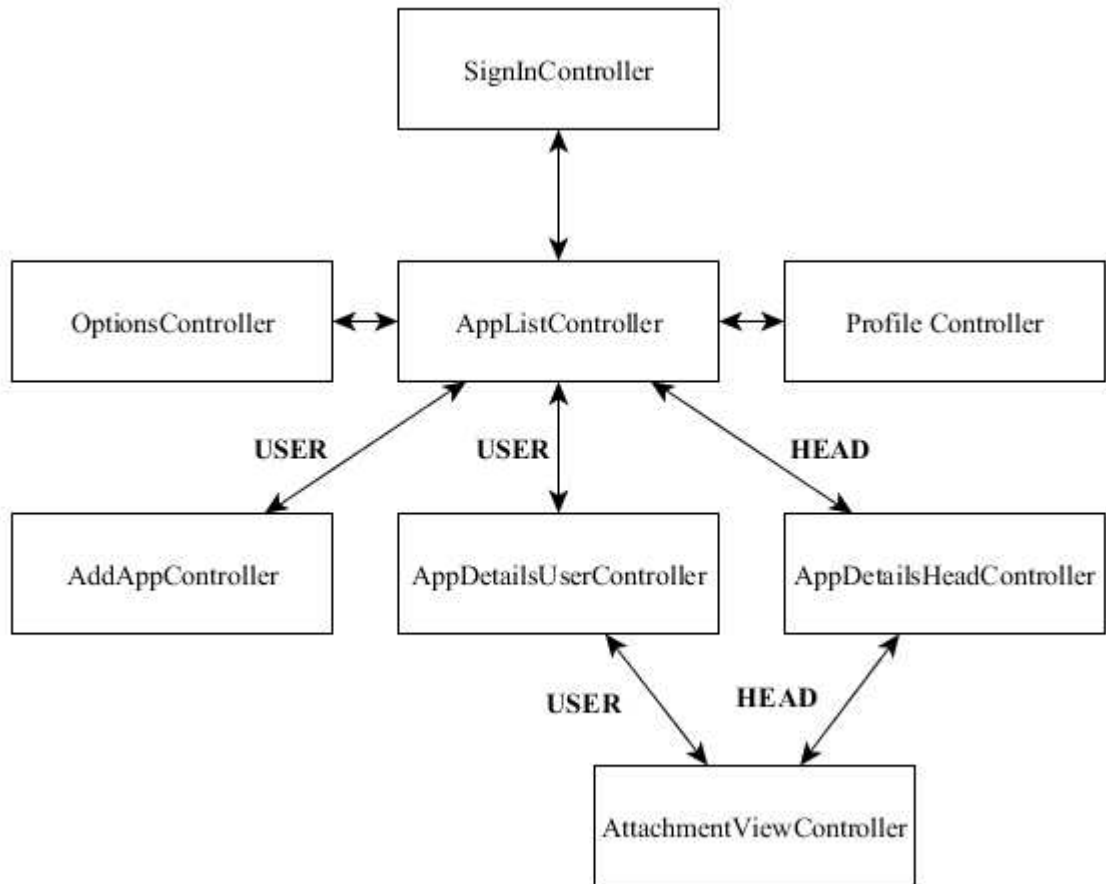 SignInController
OptionsController
AppListController
Profile Controller
USER
USER
HEAD
AddAppController
AppDetailsUserController
AppDetailsHeadController
USER
HEAD
AttachmentViewController